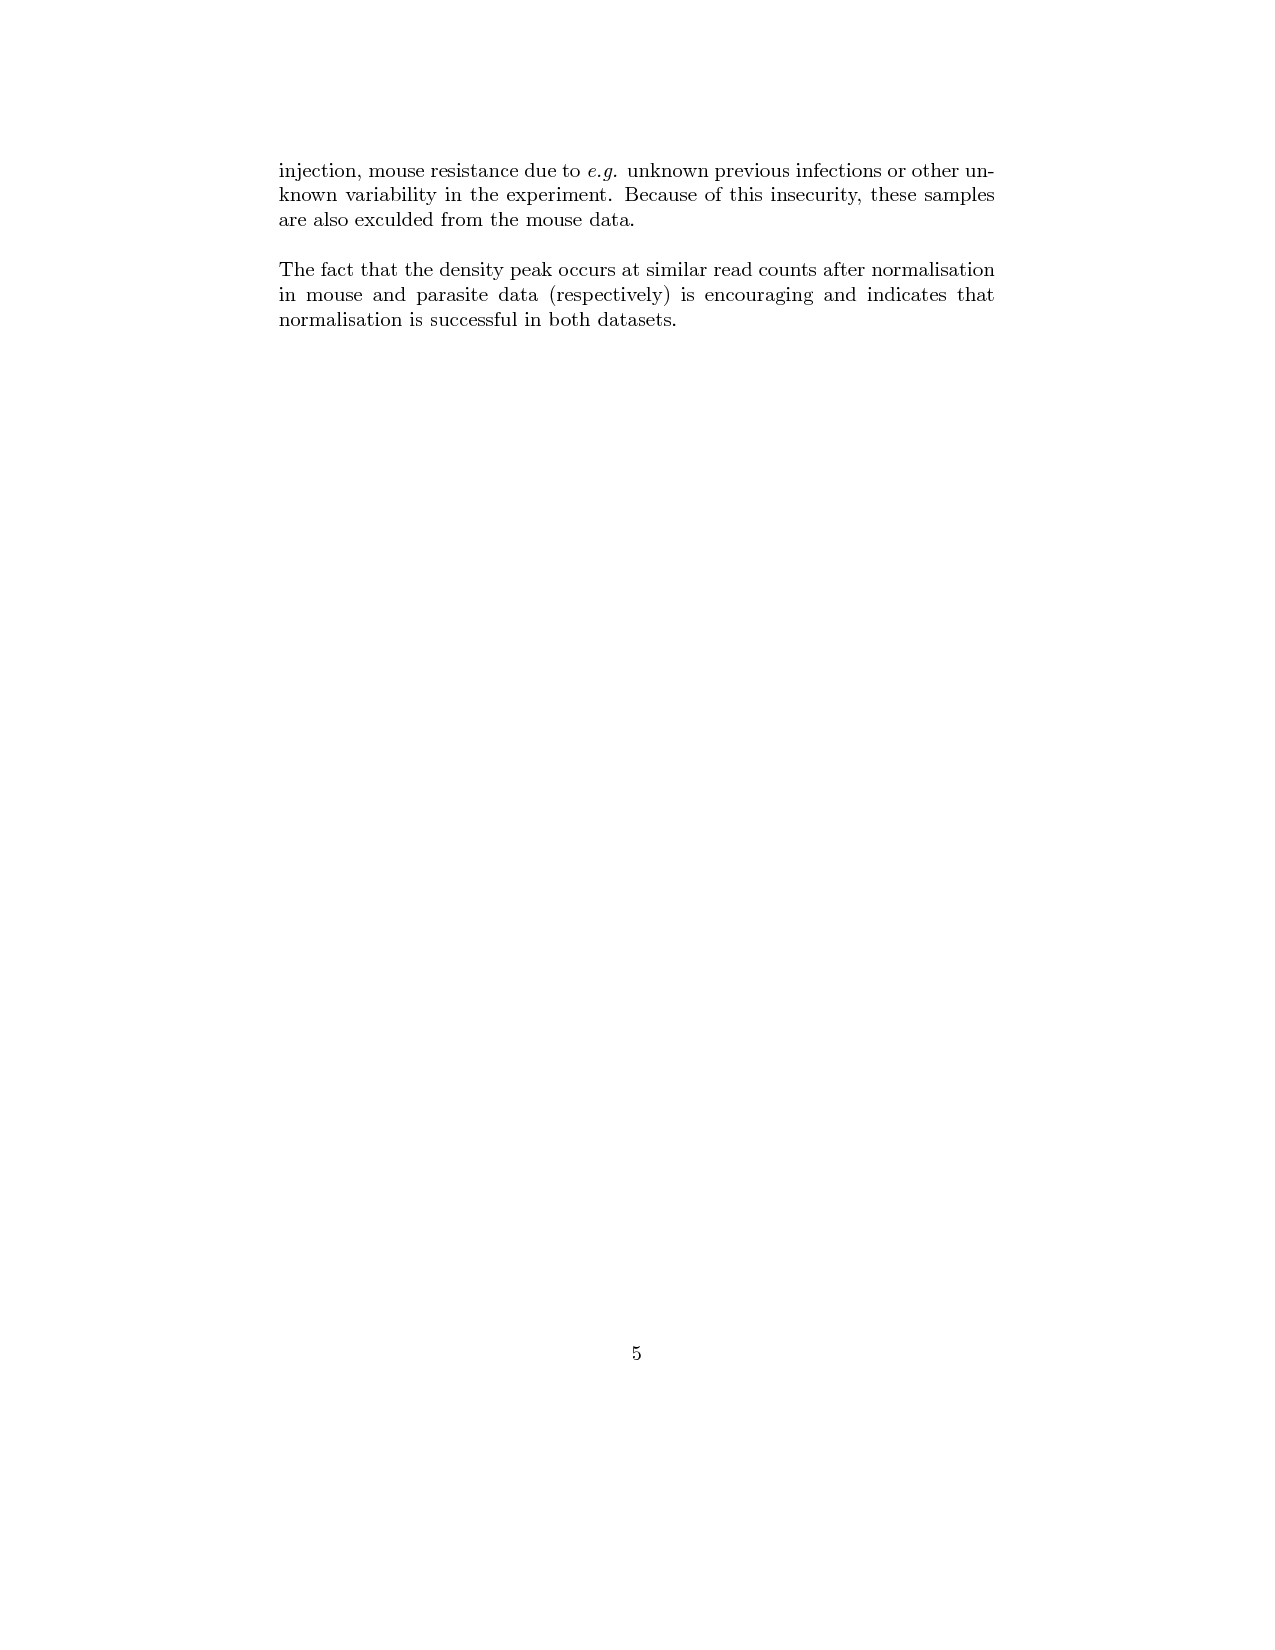 injection, mouse resistance due to e.g. unknown previous infections or other un-
known variability in the experiment. Because of this insecurity, these samples
are also exculded from the mouse data.
The fact that the density peak occurs at similar read counts after normalisation
in mouse and parasite data (respectively) is encouraging and indicates that
normalisation is successful in both datasets.
5